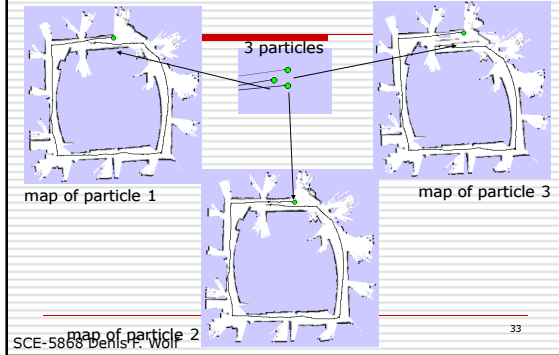 3 particles
map of particle 1
map of particle 3
map of particle 2
33
SCE-5868 Denis F. Wolf